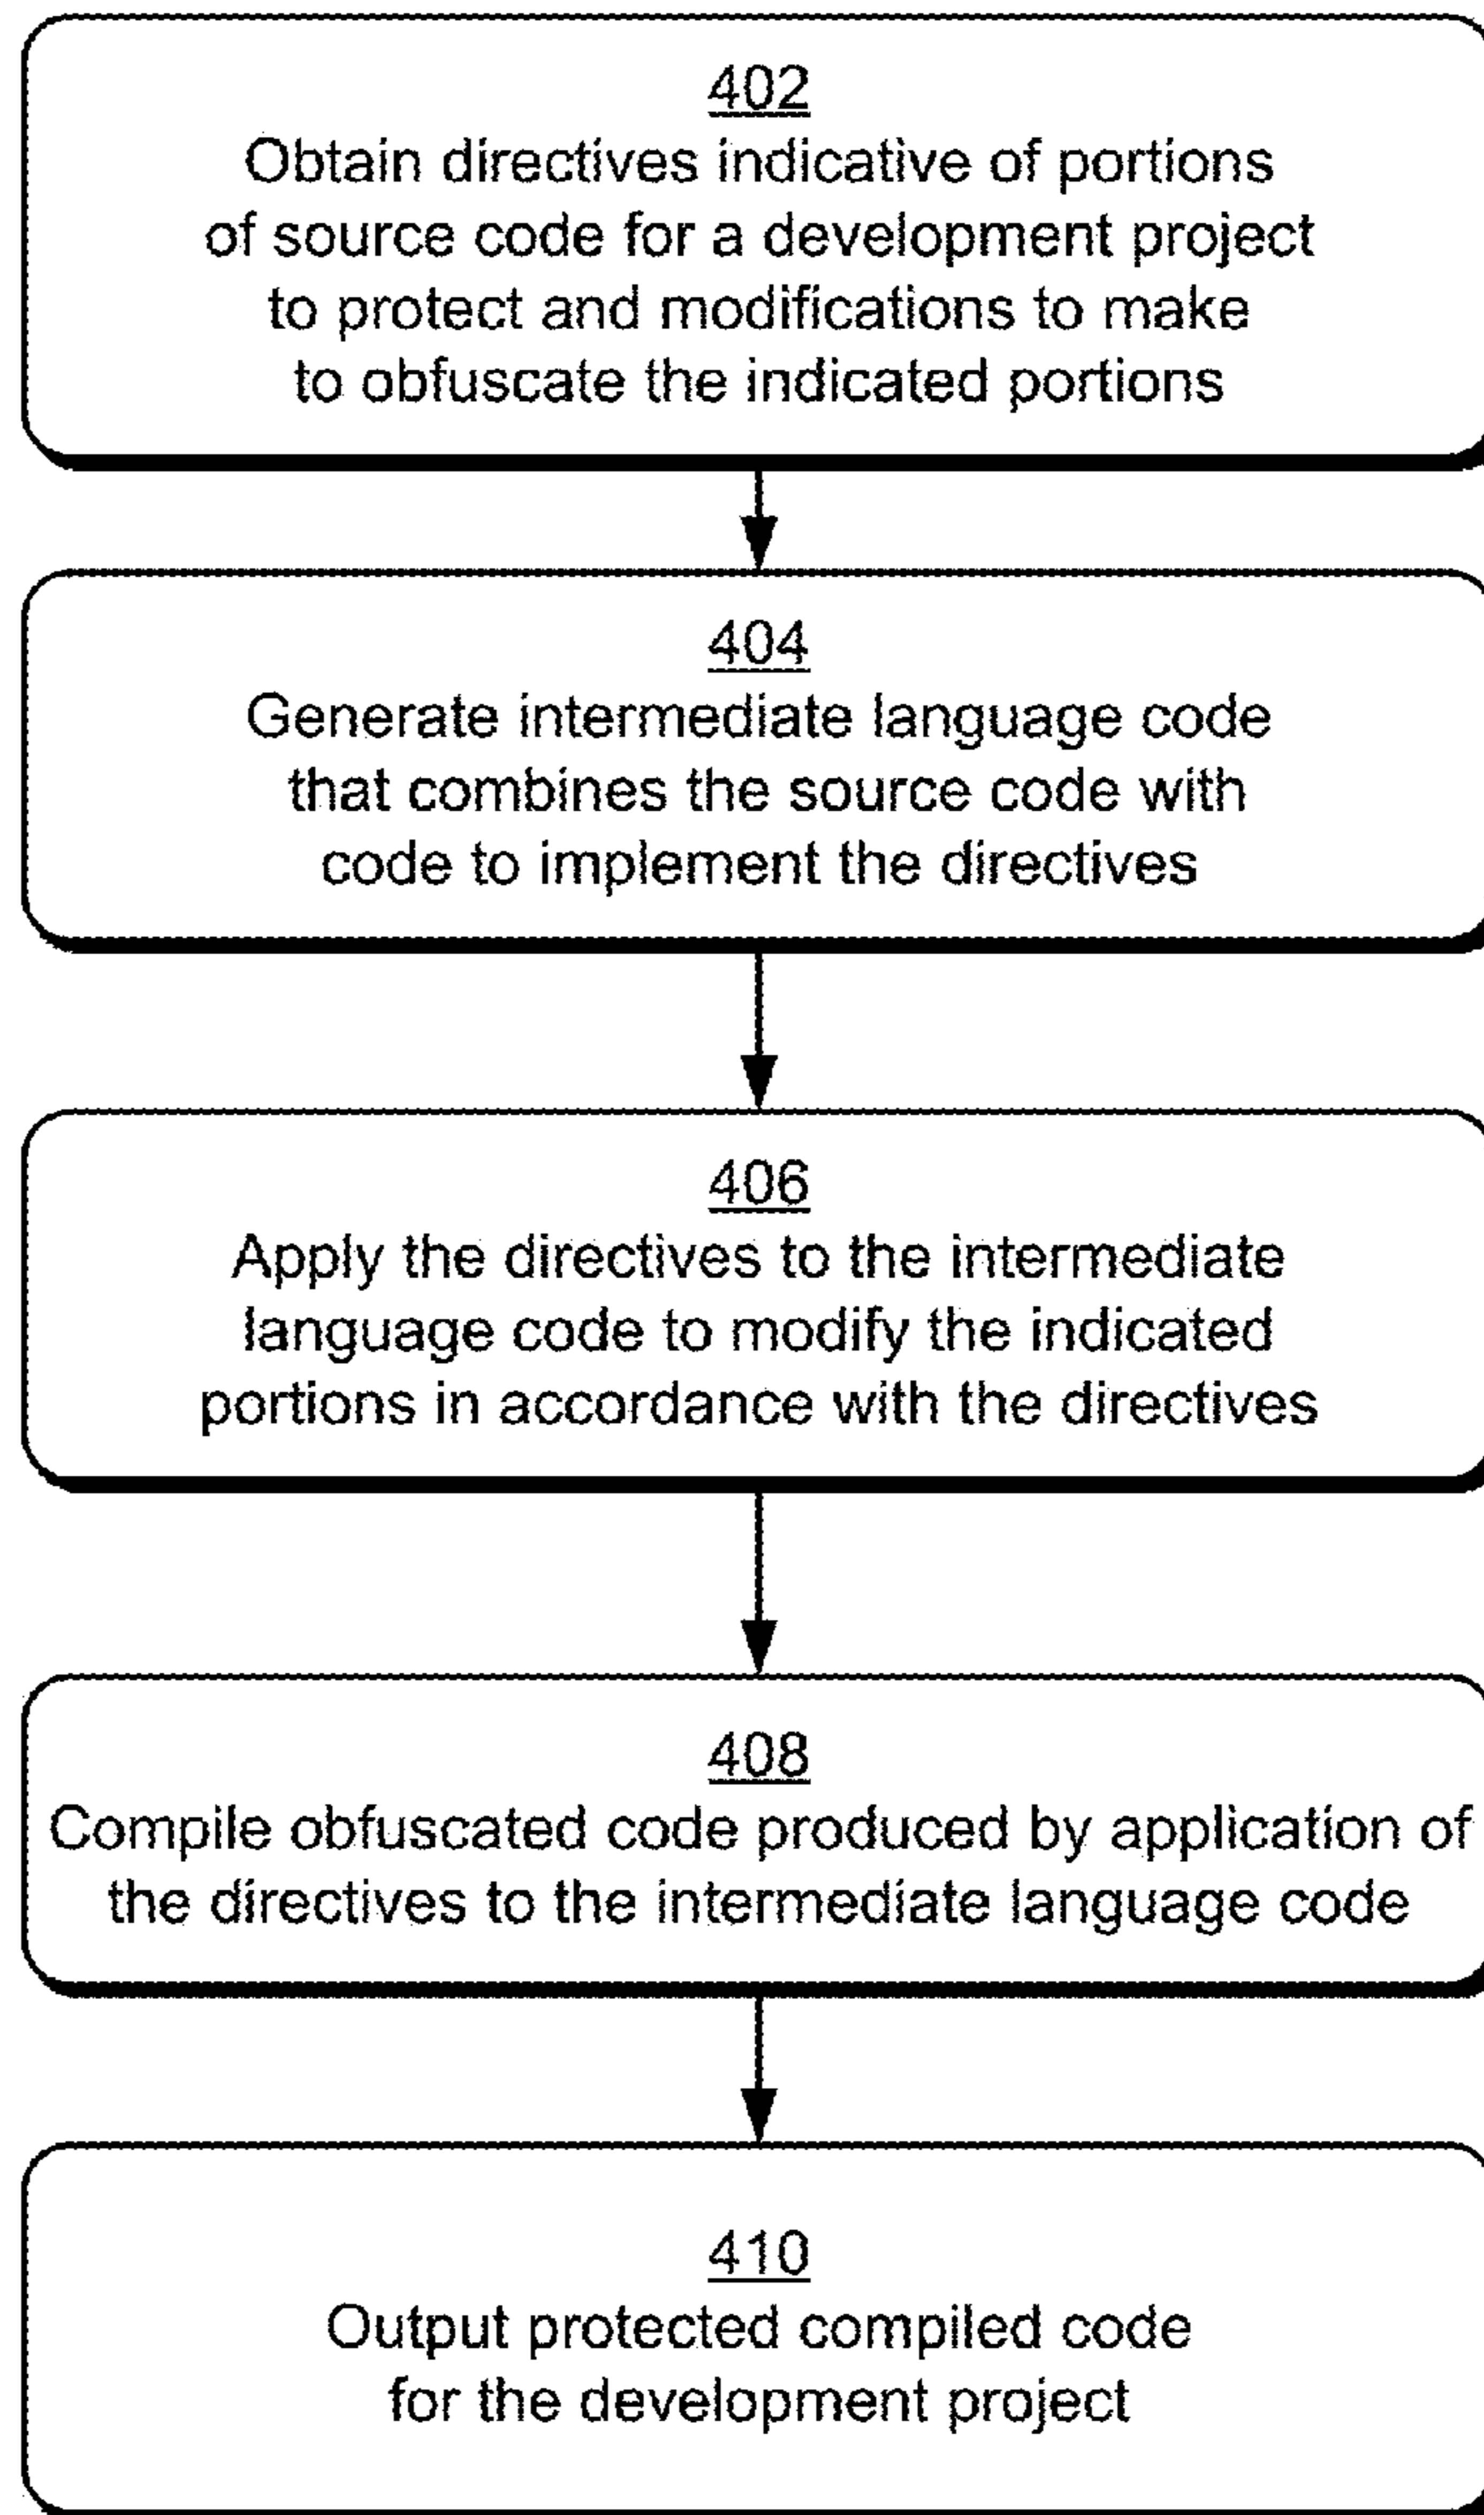 402
Obtain directives indicative of portions
of source code for a development project
to protect and modifications to make
to obfuscate the indicated portions
404
Generate intermediate language code
that combines the source code with
code to implement the directives
406
Apply the directives to the intermediate
language code to modify the indicated
portions in accordance with the directives
408
Compile obfuscated code produced by application of
the directives to the intermediate language code
410
Output protected compiled code
for the development project